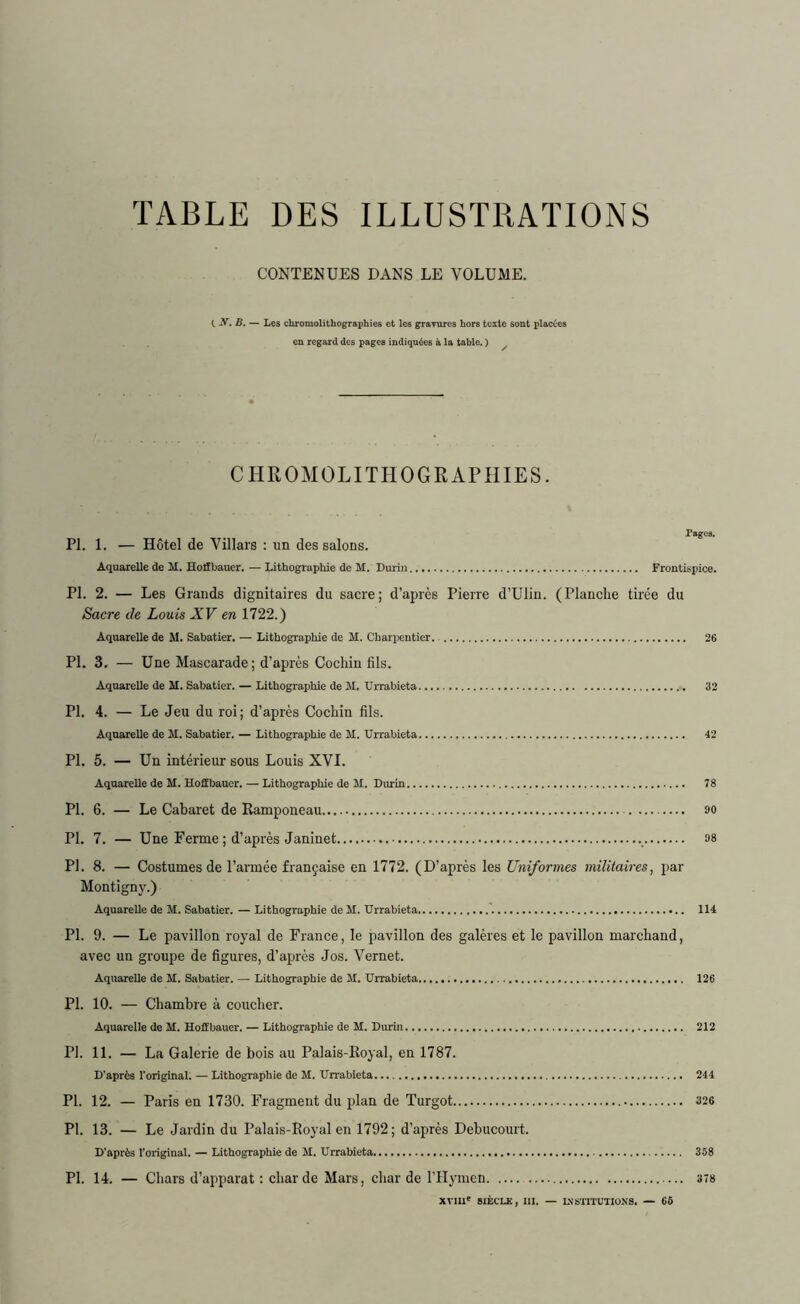 TABLE DES ILLUSTRATIONS
CONTENUES DANS LE VOLUME.
( N. B. — Les chromolithographies et les gravures hors texte sont placées
en regard des pages indiquées à la table. )
CHROMOLITHOGRAPHIES.
Pages.
Pl. 1. — Hôtel de Villars : un des salons.
Aquarelle de M. Hoffbauer. — Lithographie de M. Durin.................... Frontispice.
Pl. 2. — Les Grands dignitaires du sacre; d'après Pierre d'Ulin. (Planche tirée du
Sacre de Louis XV en 1722.)
Aquarelle de M. Sabatier. — Lithographie de M. Charpentier.................... 26
Pl. 3. — Une Mascarade; d'après Cochin fils.
Aquarelle de M. Sabatier. — Lithographie de M. Urrabieta.................... 32
Pl. 4. — Le Jeu du roi; d'après Cochin fils.
Aquarelle de M. Sabatier. — Lithographie de M. Urrabieta.................... 42
Pl. 5. — Un intérieur sous Louis XVI.
Aquarelle de M. Hoffbauer. — Lithographie de M. Durin.................... 78
Pl. 6. — Le Cabaret de Ramponeau.................... 90
Pl. 7. — Une Ferme ; d'après Janinet.................... 98
Pl. 8. — Costumes de l'armée française en 1772. (D'après les Uniformes militaires, par
Montigny.)
Aquarelle de M. Sabatier. — Lithographie de M. Urrabieta.................... 114
Pl. 9. — Le pavillon royal de France, le pavillon des galères et le pavillon marchand,
avec un groupe de figures, d'après Jos. Vernet.
Aquarelle de M. Sabatier. — Lithographie de M. Urrabieta.................... 126
Pl. 10. — Chambre à coucher.
Aquarelle de M. Hoffbauer. — Lithographie de M. Durin.................... 212
Pl. 11. — La Galerie de bois au Palais-Royal, en 1787.
D'après l'original. — Lithographie de M. Urrabieta.................... 244
Pl. 12. — Paris en 1730. Fragment du plan de Turgot.................... 326
Pl. 13. — Le Jardin du Palais-Royal en 1792; d'après Debucourt.
D'après l'original. — Lithographie de M. Urrabieta.................... 358
Pl. 14. — Chars d'apparat : char de Mars, char de l'Hymen.................... 378
XVIIIe SIÈCLE, III. — INSTITUTIONS. — 65